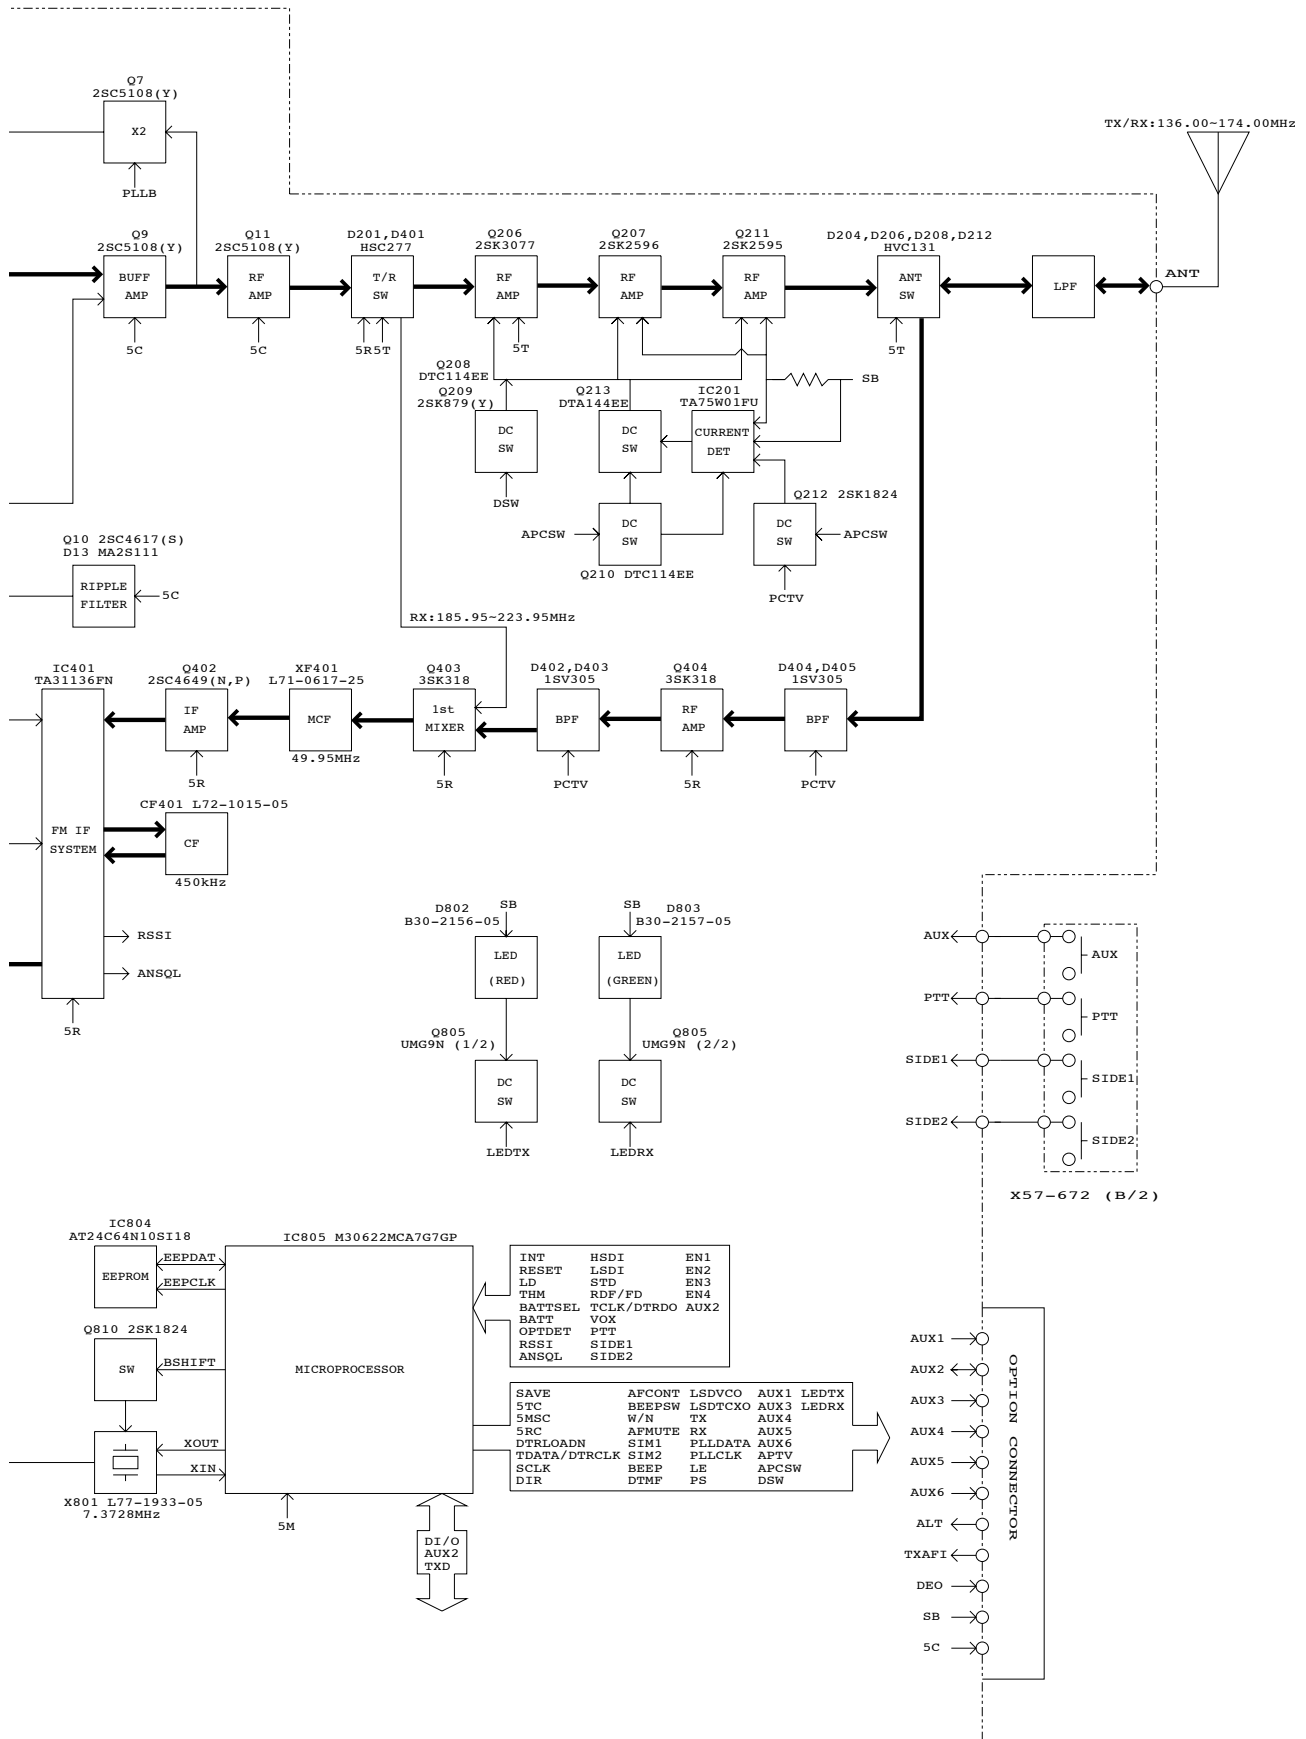 Q7
2SC5108(Y)
X2
PLLB
TX/RX:136.00~174.00MHz
ANT
Q9
2SC5108(Y)
BUFF
AMP
5C
Q11
2SC5108(Y)
RF
AMP
5C
D201,D401
HSC277
T/R
SW
5R5T
Q206
2SK3077
RF
AMP
5T
Q207
2SK2596
RF
AMP
Q211
2SK2595
RF
AMP
D204,D206,D208,D212
HVC131
ANT
SW
5T
LPF
Q208
DTC114EE
Q209
2SK879(Y)
DC
SW
DSW
Q213
DTA144EE
DC
SW
IC201
TA75W01FU
CURRENT
DET
SB
APCSW
DC
SW
Q210 DTC114EE
Q212 2SK1824
DC
SW
APCSW
PCTV
Q10 2SC4617(S)
D13 MA2S111
RIPPLE
FILTER
5C
RX:185.95~223.95MHz
IC401
TA31136FN
FM IF
SYSTEM
5R
Q402
2SC4649(N,P)
IF
AMP
5R
XF401
L71-0617-25
MCF
49.95MHz
Q403
3SK318
1st
MIXER
5R
D402,D403
1SV305
BPF
PCTV
Q404
3SK318
RF
AMP
5R
D404,D405
1SV305
BPF
PCTV
CF401 L72-1015-05
CF
450kHz
RSSI
ANSQL
D802
B30-2156-05
SB
LED
(RED)
Q805
UMG9N (1/2)
DC
SW
LEDTX
SB
D803
B30-2157-05
LED
(GREEN)
Q805
UMG9N (2/2)
DC
SW
LEDRX
AUX
AUX
PTT
PTT
SIDE1
SIDE1
SIDE2
SIDE2
X57-672 (B/2)
IC804
AT24C64N10SI18
EEPROM
EEPDAT
EEPCLK
Q810 2SK1824
SW
BSHIFT
XOUT
XIN
X801 L77-1933-05
7.3728MHz
IC805 M30622MCA7G7GP
MICROPROCESSOR
5M
INT HSDI EN1
RESET LSDI EN2
LD STD EN3
THM RDF/FD EN4
BATTSEL TCLK/DTRDO AUX2
BATT VOX
OPTDET PTT
RSSI SIDE1
ANSQL SIDE2
SAVE AFCONT LSDVCO AUX1 LEDTX
5TC BEEPSW LSDTCXO AUX3 LEDRX
5MSC W/N TX AUX4
5RC AFMUTE RX AUX5
DTRLOADN SIM1 PLLDATA AUX6
TDATA/DTRCLK SIM2 PLLCLK APTV
SCLK BEEP LE APCSW
DIR DTMF PS DSW
DI/O
AUX2
TXD
AUX1
AUX2
AUX3
AUX4
AUX5
AUX6
ALT
TXAFI
DEO
SB
5C
OPTION CONNECTOR